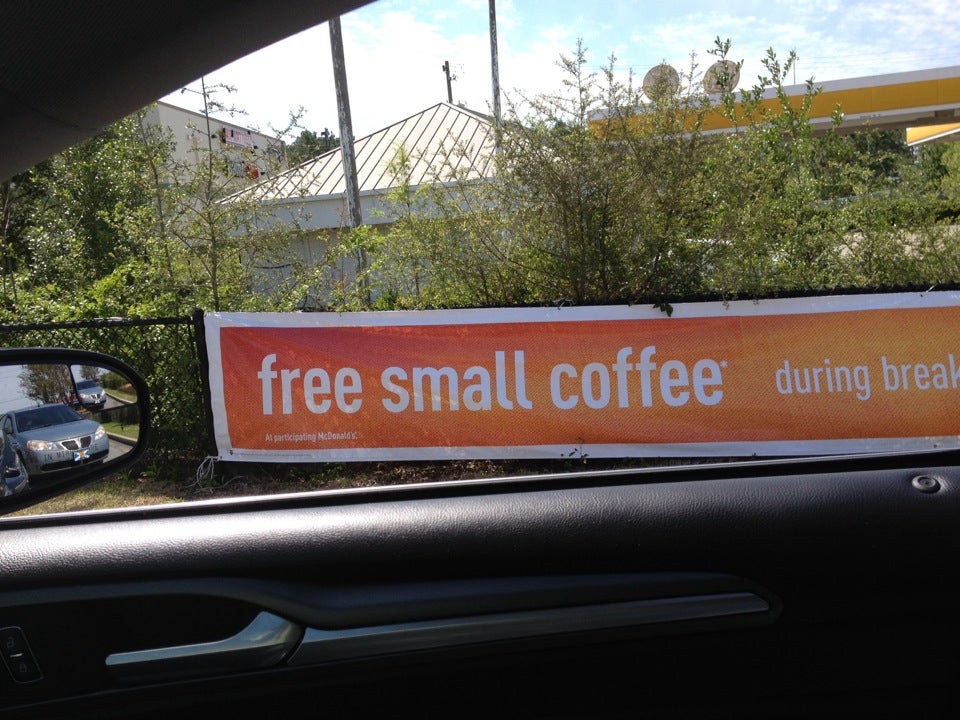 free small coffee* during break
At participating McDonald's.